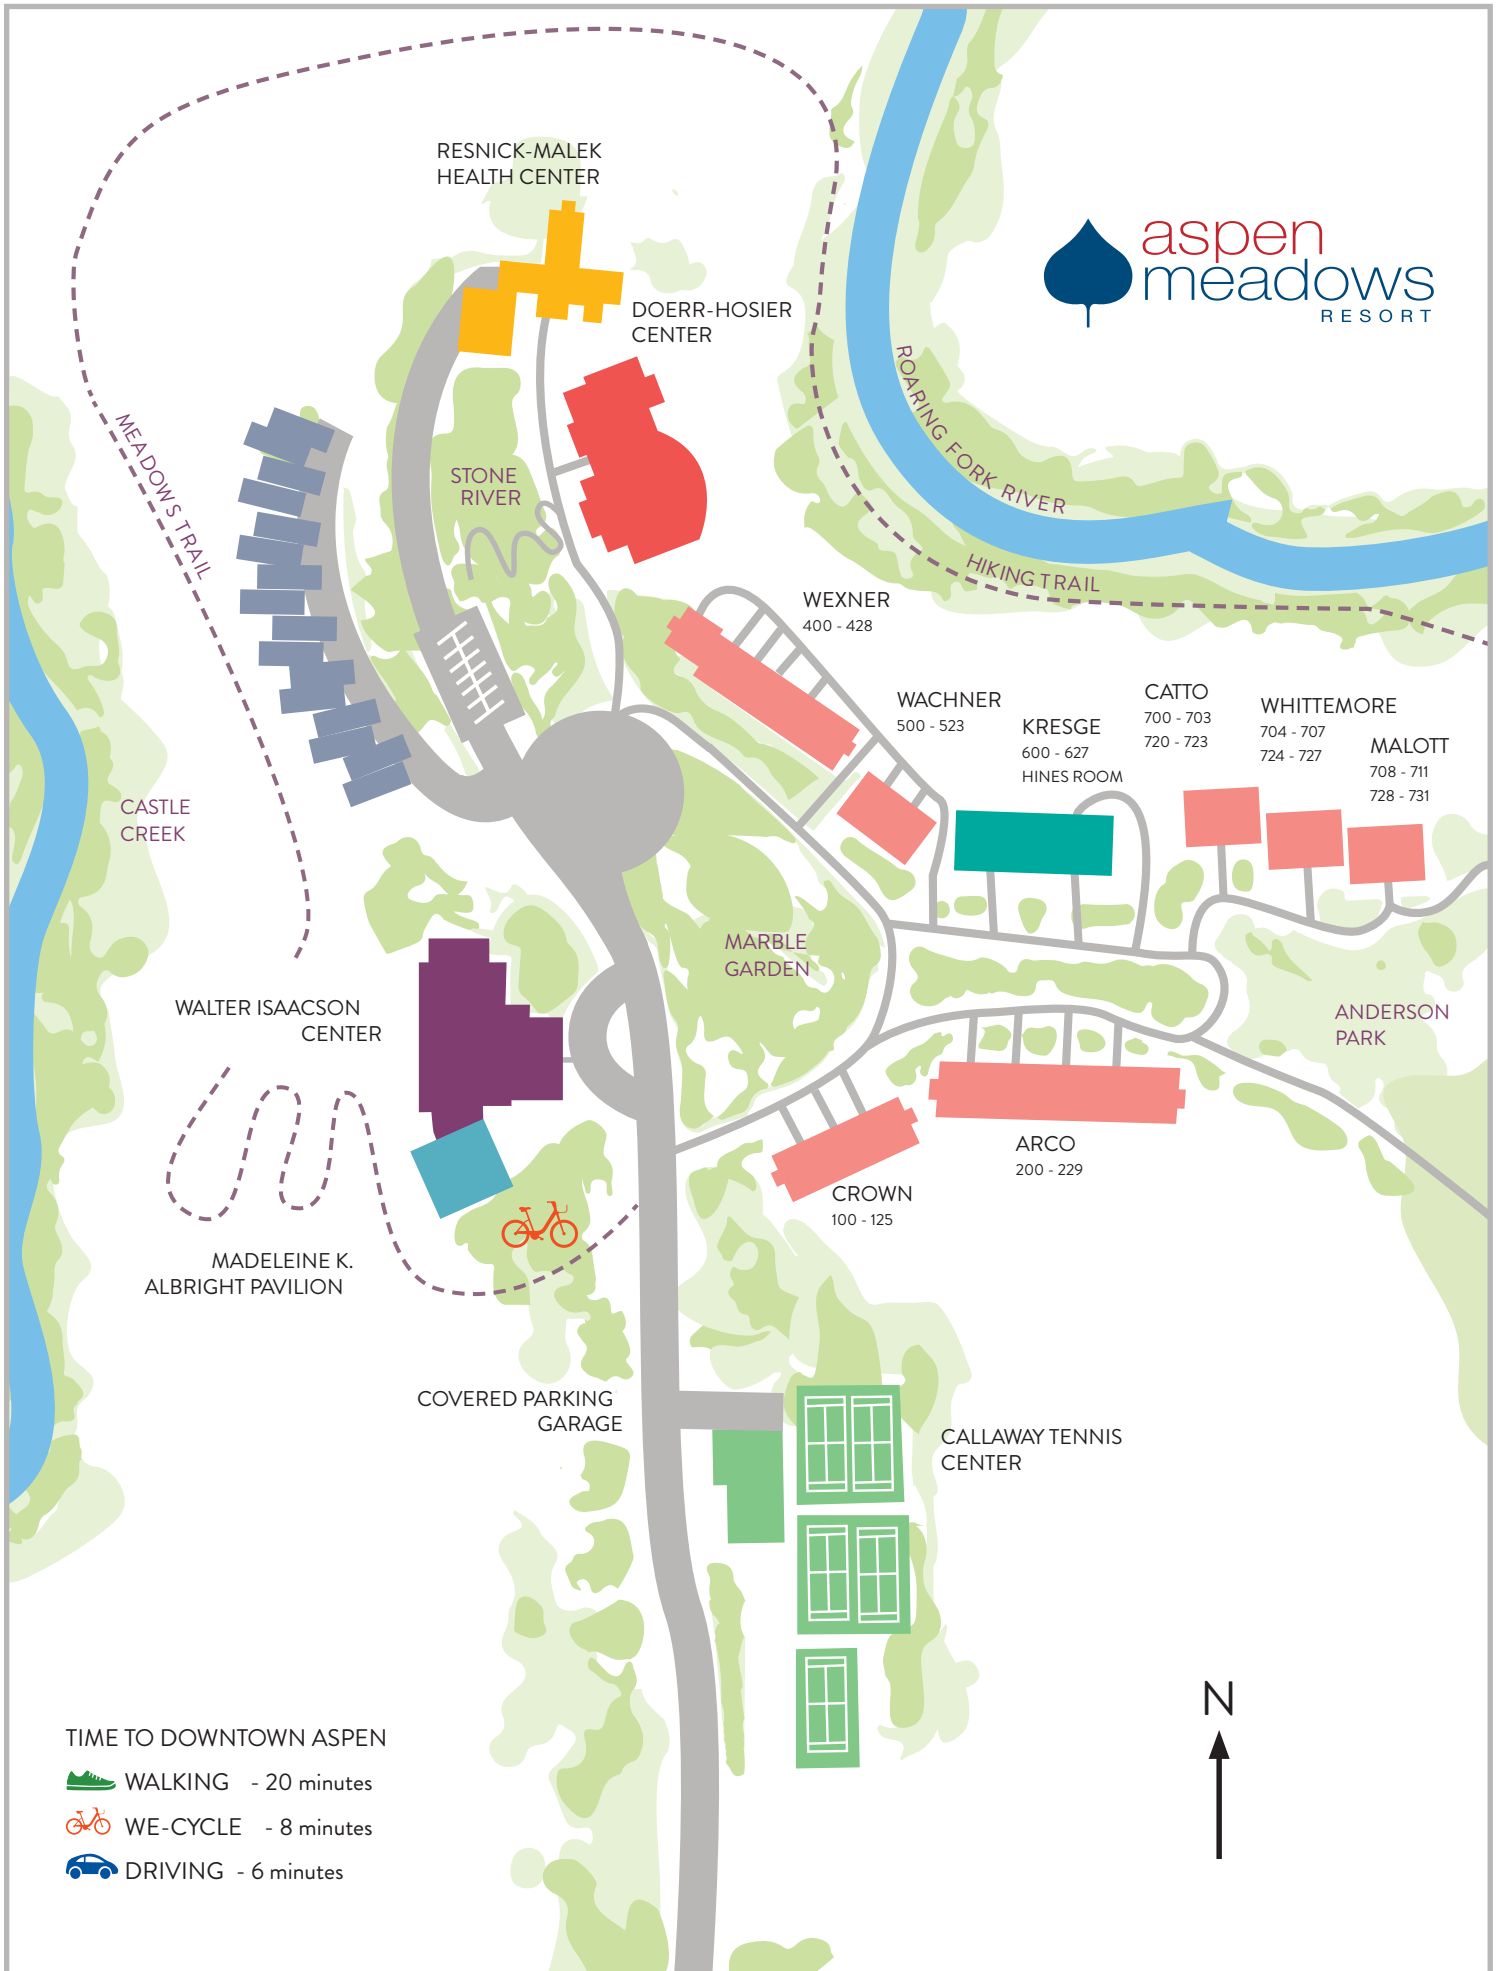 RESNICK-MALEK
HEALTH CENTER
aspen
meadows
RESORT
DOERR-HOSIER
CENTER
ROARING FORK RIVER
MEADOWS TRAIL
STONE
RIVER
HIKING TRAIL
WEXNER
400 - 428
WACHNER
500 - 523
KRESGE
600 - 627
HINES ROOM
CATTO
700 - 703
720 - 723
WHITTEMORE
704 - 707
724 - 727
MALOTT
708 - 711
728 - 731
CASTLE
CREEK
MARBLE
GARDEN
WALTER ISAACSON
CENTER
ANDERSON
PARK
ARCO
200 - 229
CROWN
100 - 125
MADELEINE K.
ALBRIGHT PAVILION
COVERED PARKING
GARAGE
CALLAWAY TENNIS
CENTER
N
TIME TO DOWNTOWN ASPEN
WALKING - 20 minutes
WE-CYCLE - 8 minutes
DRIVING - 6 minutes